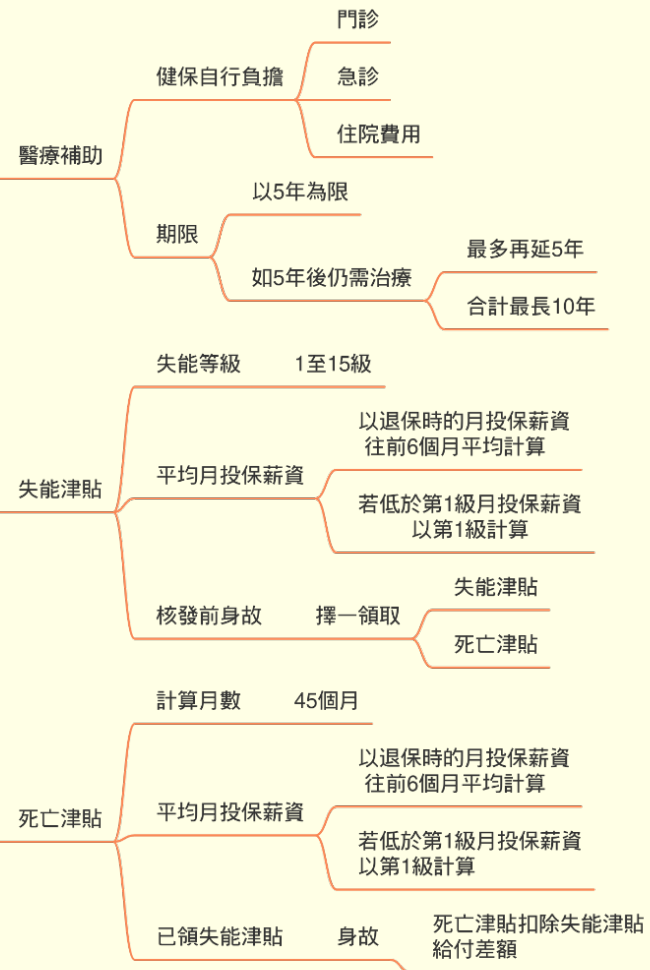 醫療補助
健保自行負擔
門診
急診
住院費用
期限
以5年為限
如5年後仍需治療
最多再延5年
合計最長10年
失能津貼
失能等級
1至15級
平均月投保薪資
以退保時的月投保薪資
往前6個月平均計算
若低於第1級月投保薪資
以第1級計算
核發前身故
擇一領取
失能津貼
死亡津貼
死亡津貼
計算月數
45個月
平均月投保薪資
以退保時的月投保薪資
往前6個月平均計算
若低於第1級月投保薪資
以第1級計算
已領失能津貼
身故
死亡津貼扣除失能津貼
給付差額